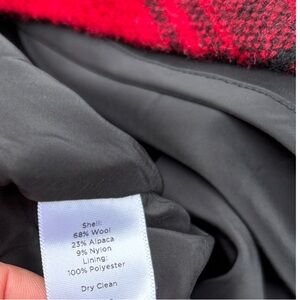 Shell:
68% Wool
23% Alpaca
9% Nylon
Lining:
100% Polyester
Dry Clean